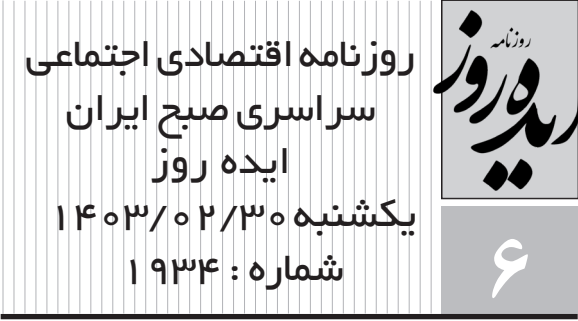 روزنامه
ایده روز
روزنامه اقتصادی اجتماعی
سراسری صبح ایران
ایده روز
یکشنبه ۱۴۰۳/۰۲/۳۰
شماره : ۱۹۳۴
۶